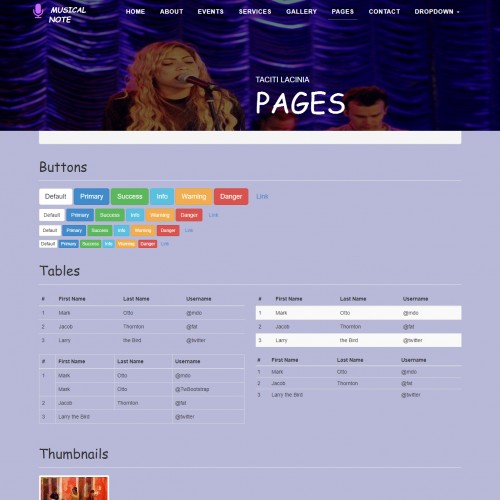 MUSICAL
NOTE
HOME ABOUT EVENTS SERVICES GALLERY PAGES CONTACT DROPDOWN
TACITI LACINIA
PAGES
Buttons
Default Primary Success Info Warning Danger Link
Default Primary Success Info Warning Danger Link
Default Primary Success Info Warning Danger Link
Default Primary Success Info Warning Danger Link
Tables
# First Name Last Name Username
1 Mark Otto @mdo
2 Jacob Thornton @fat
3 Larry the Bird @twitter
# First Name Last Name Username
1 Mark Otto @mdo
2 Jacob Thornton @fat
3 Larry the Bird @twitter
# First Name Last Name Username
1 Mark Otto @mdo
Mark Otto @TwBootstrap
2 Jacob Thornton @fat
3 Larry the Bird @twitter
# First Name Last Name Username
1 Mark Otto @mdo
2 Jacob Thornton @fat
3 Larry the Bird @twitter
Thumbnails